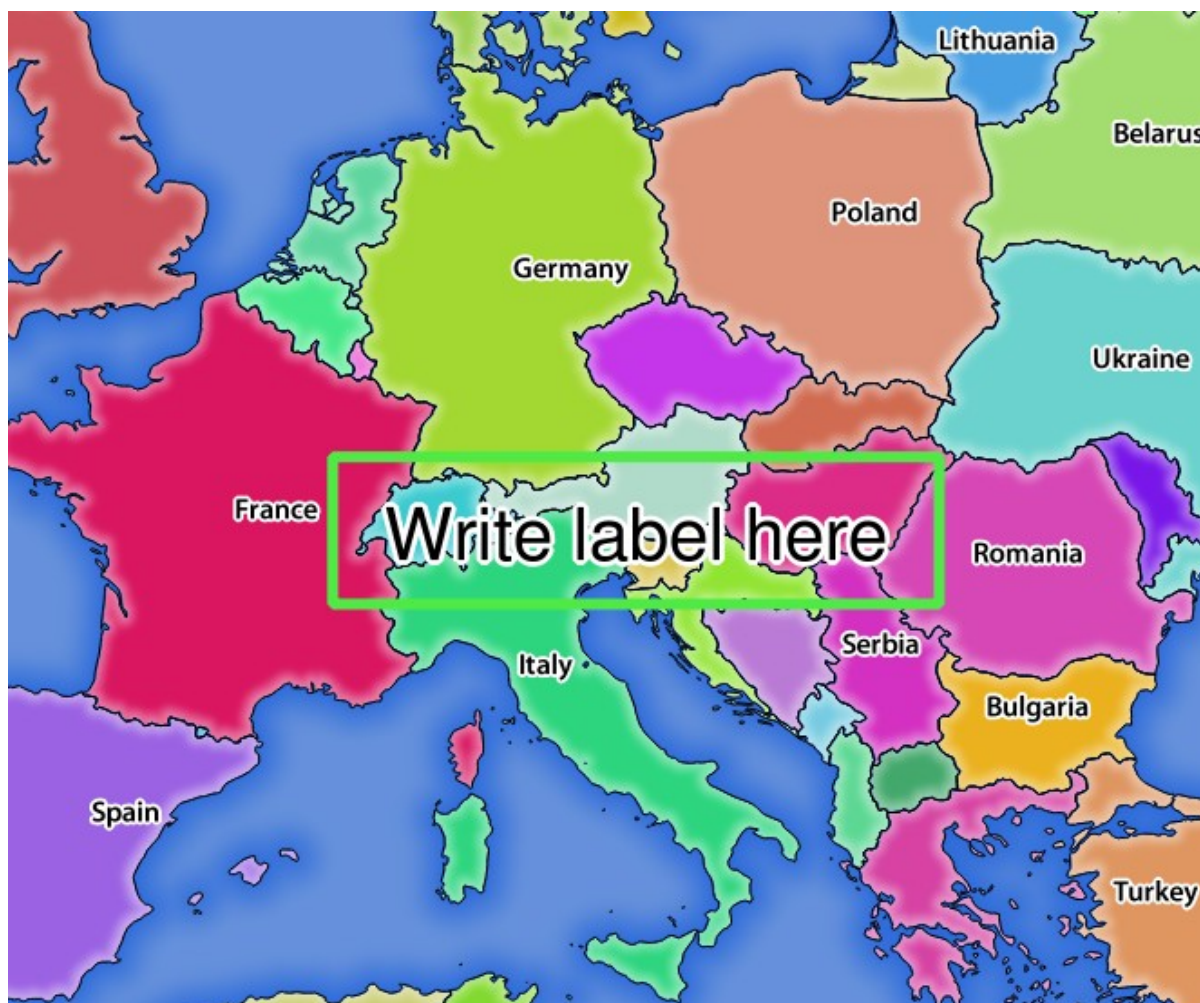 Lithuania
Belarus
Poland
Germany
Ukraine
France
Write label here
Romania
Serbia
Italy
Bulgaria
Spain
Turkey